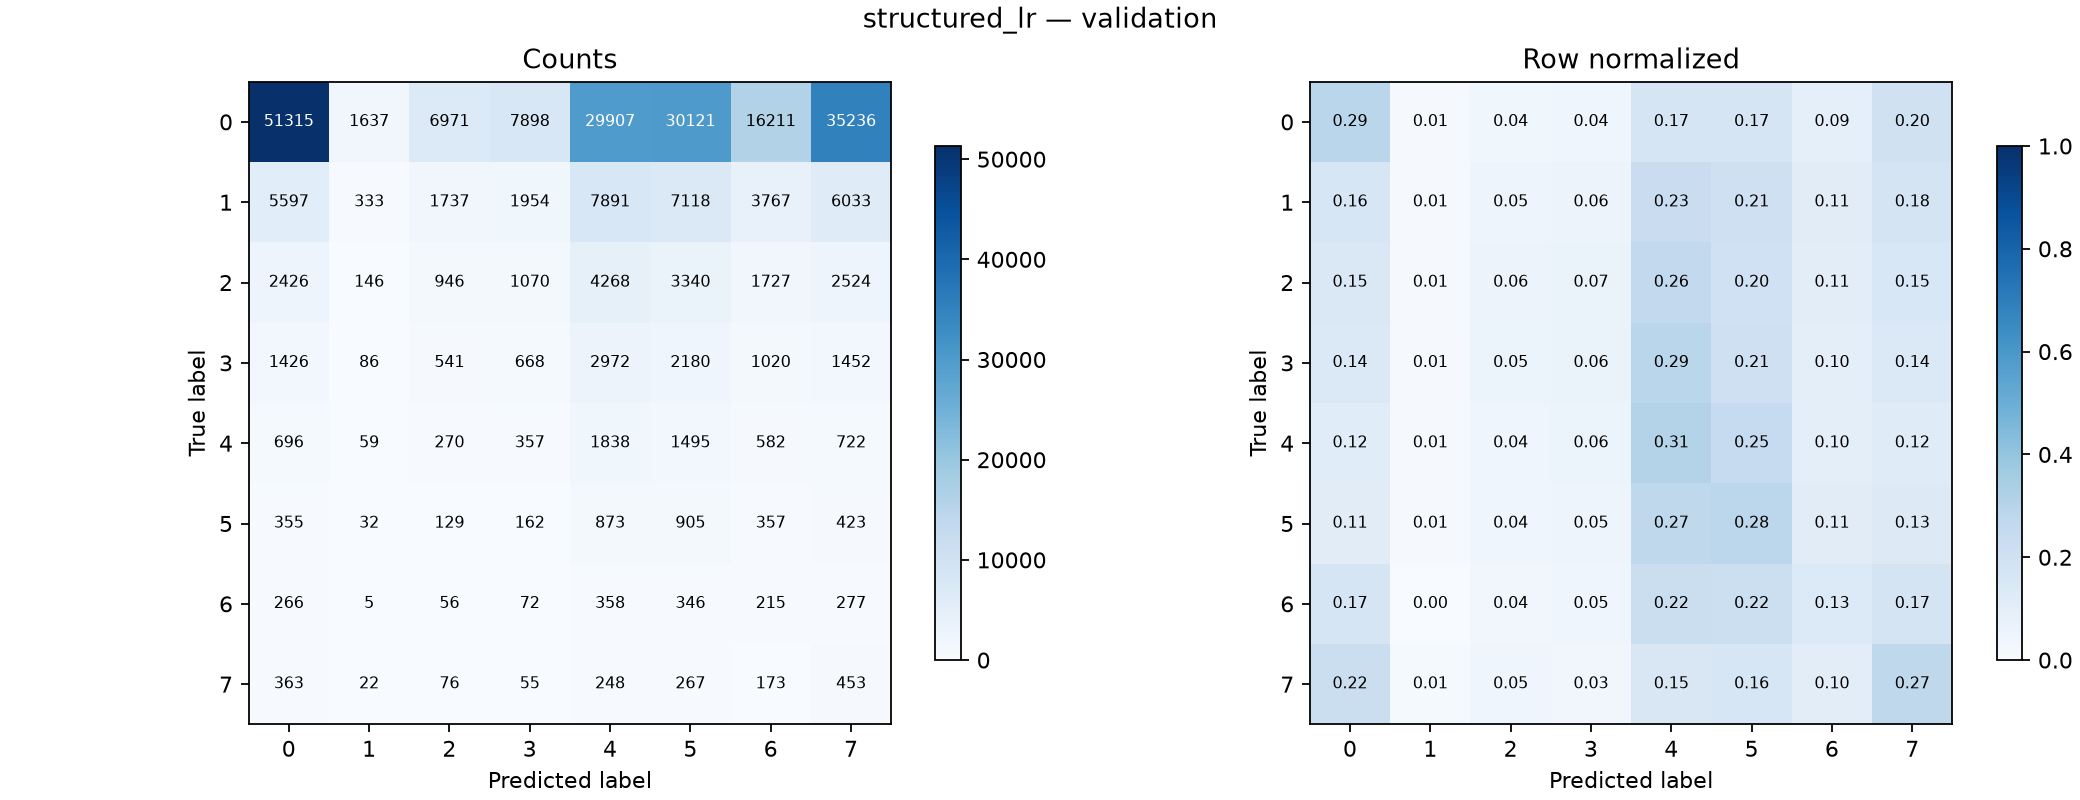 structured_lr — validation
Counts
Row normalized
True label
0 51315 1637 6971 7898 29907 30121 16211 35236
1 5597 333 1737 1954 7891 7118 3767 6033
2 2426 146 946 1070 4268 3340 1727 2524
3 1426 86 541 668 2972 2180 1020 1452
4 696 59 270 357 1838 1495 582 722
5 355 32 129 162 873 905 357 423
6 266 5 56 72 358 346 215 277
7 363 22 76 55 248 267 173 453
0 1 2 3 4 5 6 7
Predicted label
50000
40000
30000
20000
10000
0
True label
0 0.29 0.01 0.04 0.04 0.17 0.17 0.09 0.20
1 0.16 0.01 0.05 0.06 0.23 0.21 0.11 0.18
2 0.15 0.01 0.06 0.07 0.26 0.20 0.11 0.15
3 0.14 0.01 0.05 0.06 0.29 0.21 0.10 0.14
4 0.12 0.01 0.04 0.06 0.31 0.25 0.10 0.12
5 0.11 0.01 0.04 0.05 0.27 0.28 0.11 0.13
6 0.17 0.00 0.04 0.05 0.22 0.22 0.13 0.17
7 0.22 0.01 0.05 0.03 0.15 0.16 0.10 0.27
0 1 2 3 4 5 6 7
Predicted label
1.0
0.8
0.6
0.4
0.2
0.0